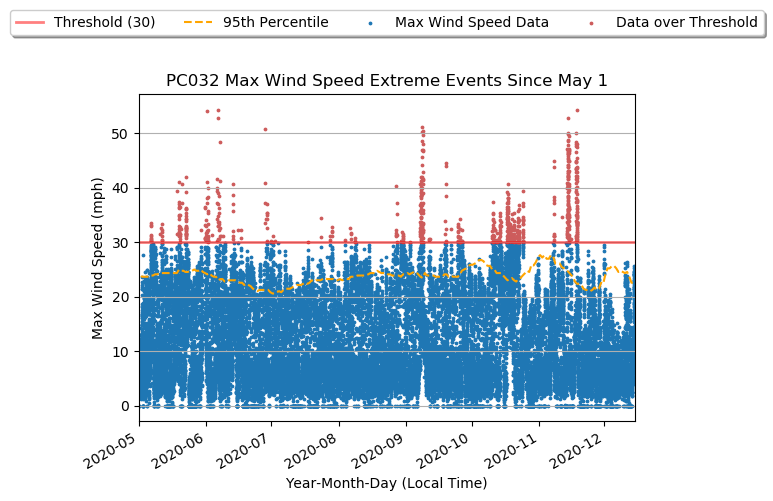 Threshold (30) 95th Percentile Max Wind Speed Data Data over Threshold
PC032 Max Wind Speed Extreme Events Since May 1
Max Wind Speed (mph)
50
40
30
20
10
0
2020-05 2020-06 2020-07 2020-08 2020-09 2020-10 2020-11 2020-12
Year-Month-Day (Local Time)